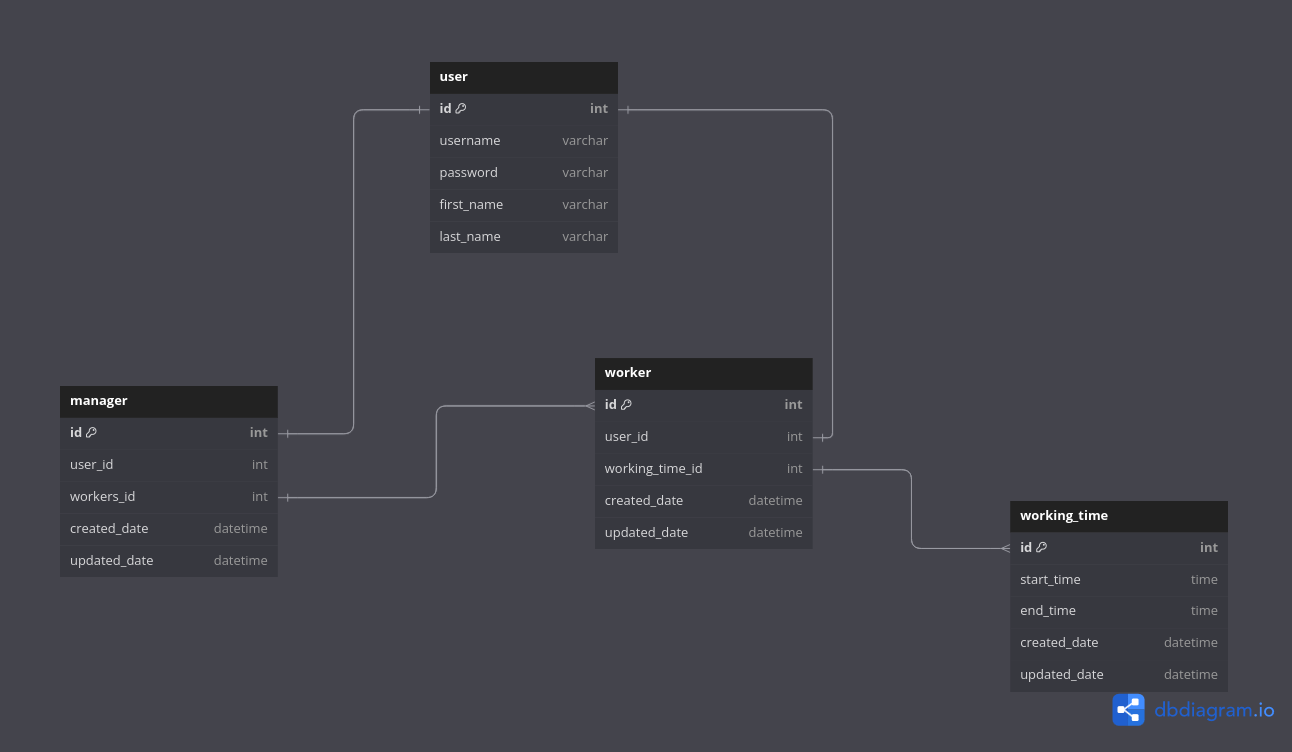 user
id int
username varchar
password varchar
first_name varchar
last_name varchar
manager
id int
user_id int
workers_id int
created_date datetime
updated_date datetime
worker
id int
user_id int
working_time_id int
created_date datetime
updated_date datetime
working_time
id int
start_time time
end_time time
created_date datetime
updated_date datetime
dbdiagram.io